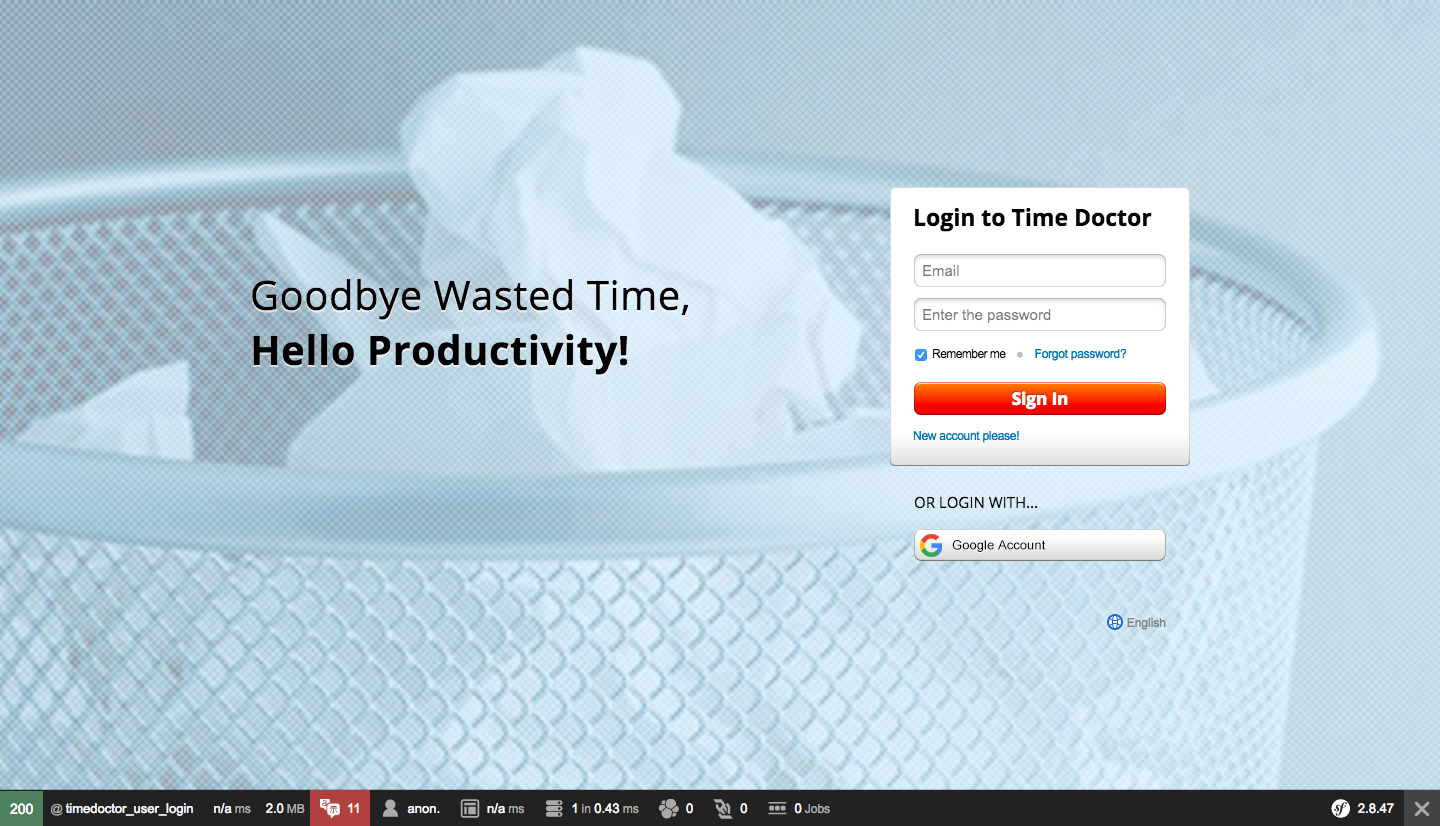 Goodbye Wasted Time,
Hello Productivity!
Login to Time Doctor
Email
Enter the password
Remember me Forgot password?
Sign In
New account please!
OR LOGIN WITH...
Google Account
English
200 @ timedoctor_user_login n/a ms 2.0 MB 11 anon. n/a ms 1 in 0.43 ms 0 0 0 Jobs sf 2.8.47